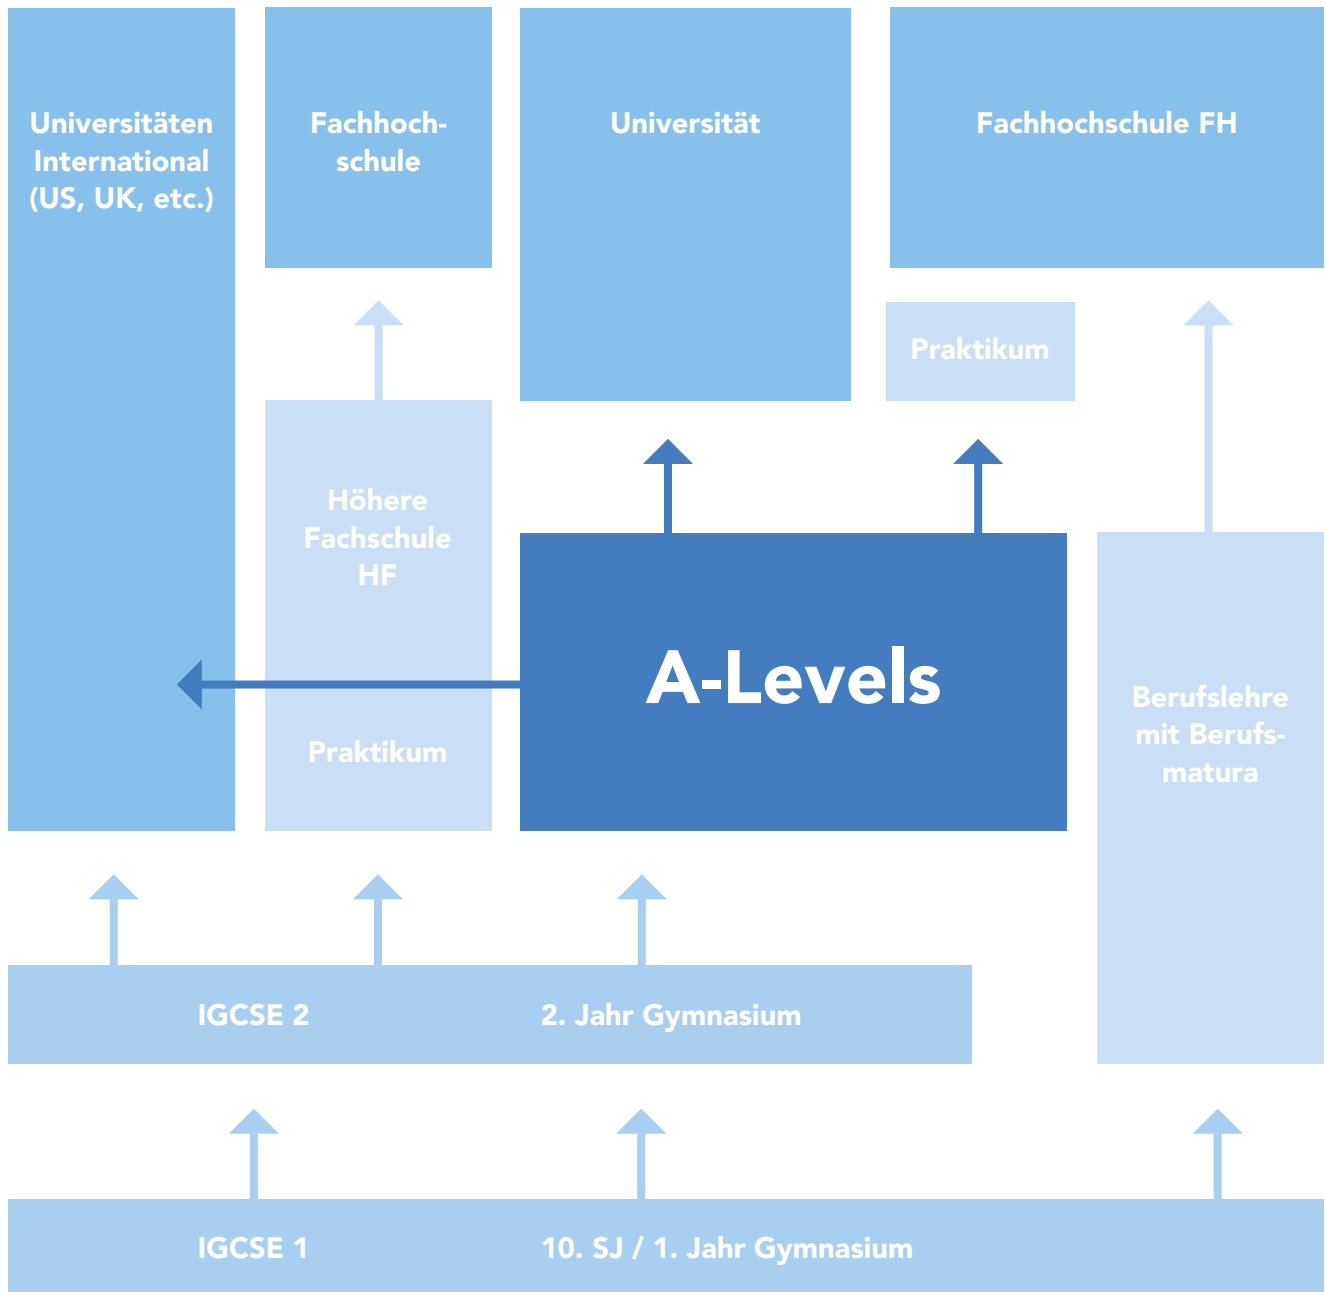 Universitäten
International
(US, UK, etc.)
Fachhoch-
schule
Universität
Fachhochschule FH
Praktikum
Höhere
Fachschule
HF
Praktikum
A-Levels
Berufslehre
mit Berufs-
matura
IGCSE 2
2. Jahr Gymnasium
IGCSE 1
10. SJ / 1. Jahr Gymnasium